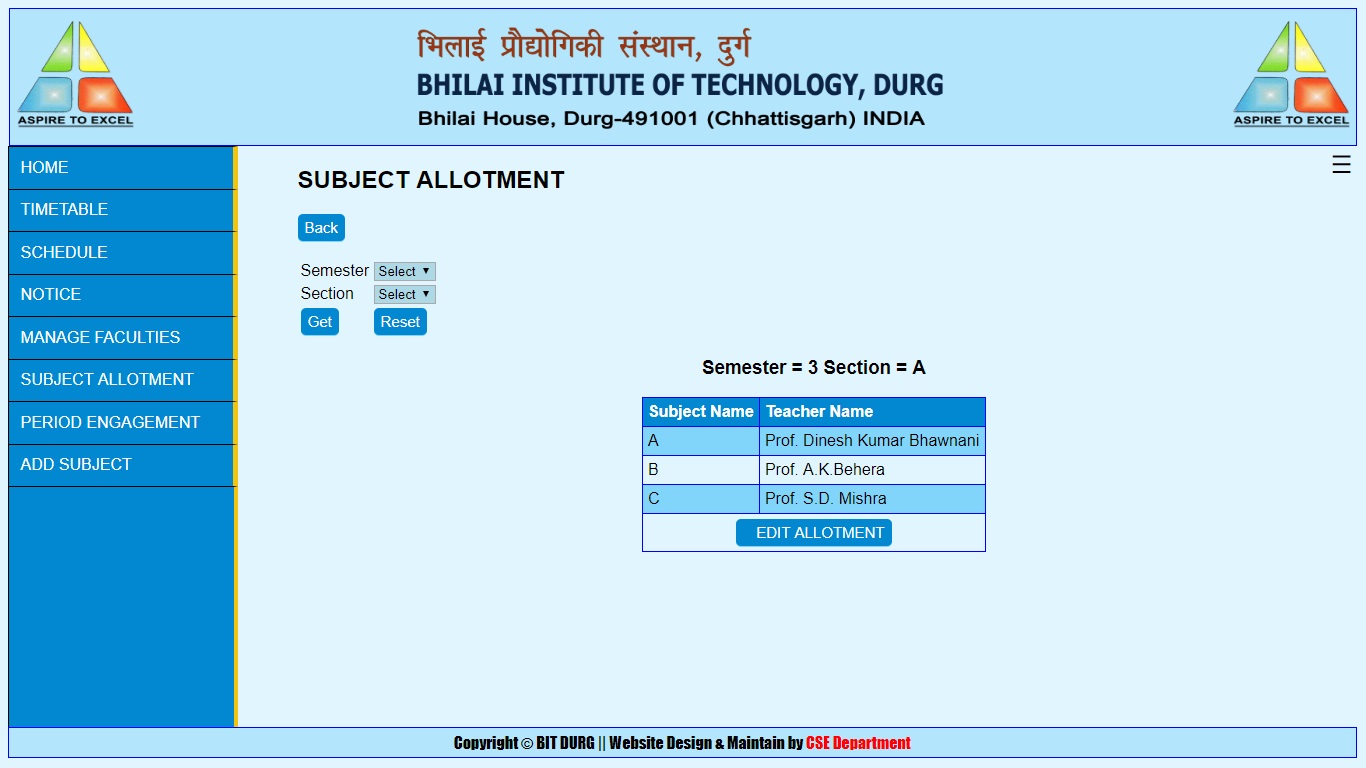 ASPIRE TO EXCEL
भिलाई प्रौद्योगिकी संस्थान, दुर्ग
BHILAI INSTITUTE OF TECHNOLOGY, DURG
Bhilai House, Durg-491001 (Chhattisgarh) INDIA
ASPIRE TO EXCEL
HOME
TIMETABLE
SCHEDULE
NOTICE
MANAGE FACULTIES
SUBJECT ALLOTMENT
PERIOD ENGAGEMENT
ADD SUBJECT
SUBJECT ALLOTMENT
Back
Semester Select
Section Select
Get Reset
Semester = 3 Section = A
Subject Name Teacher Name
A Prof. Dinesh Kumar Bhawnani
B Prof. A.K.Behera
C Prof. S.D. Mishra
EDIT ALLOTMENT
Copyright © BIT DURG || Website Design & Maintain by CSE Department